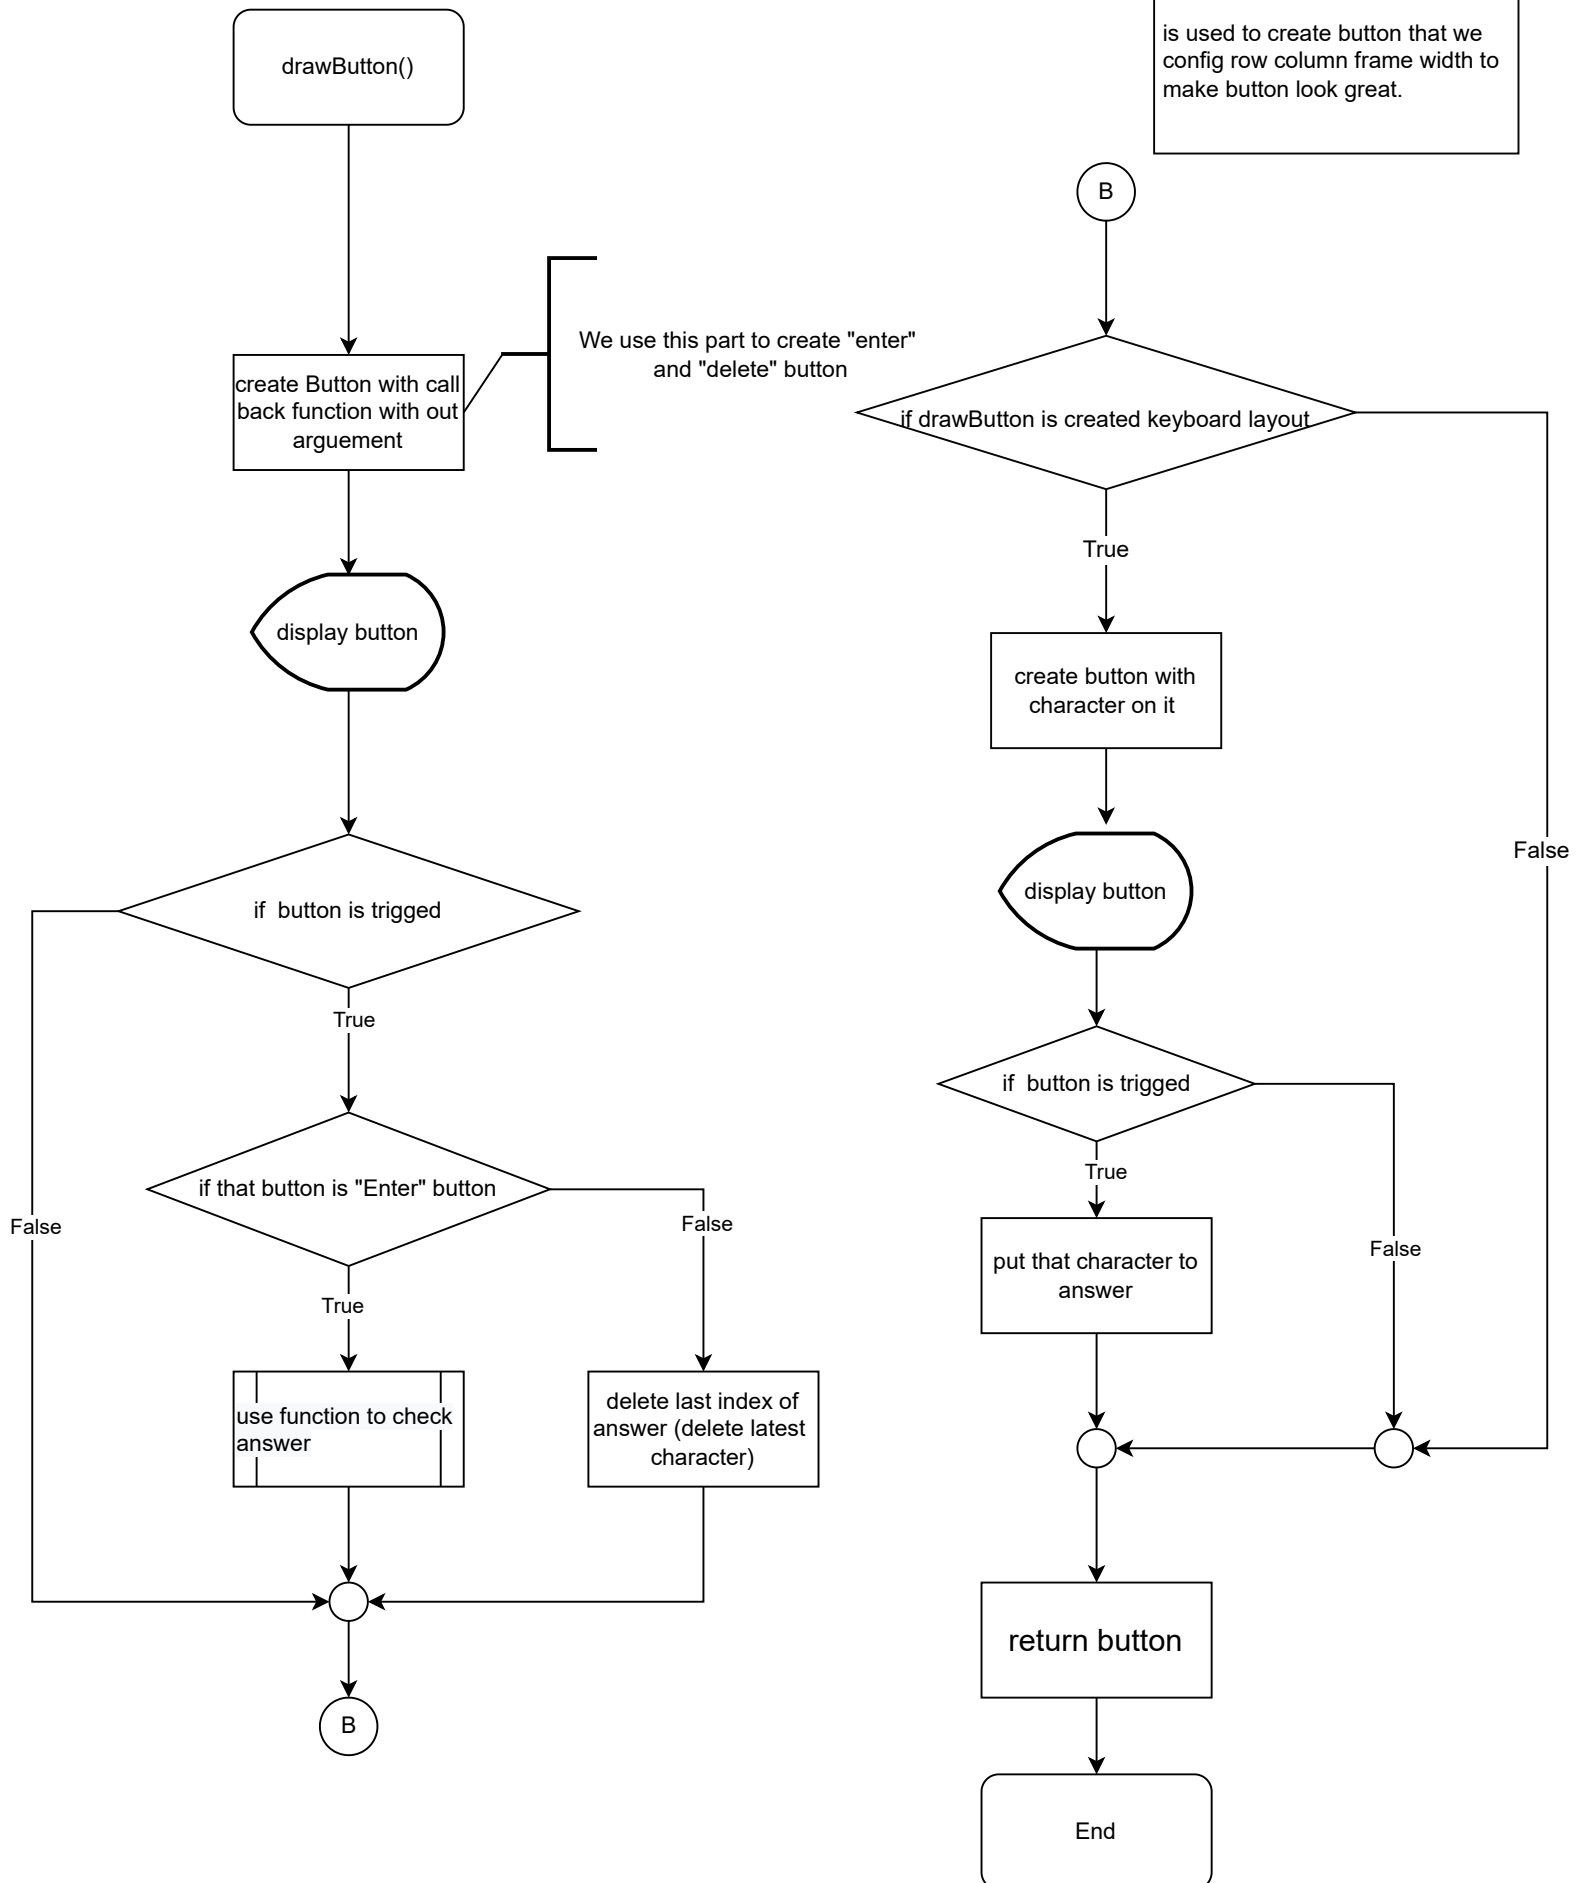 drawButton()
create Button with call
back function with out
arguement
We use this part to create "enter"
and "delete" button
display button
if  button is trigged
True
False
if that button is "Enter" button
True
False
use function to check
answer
delete last index of
answer (delete latest
character)
B
is used to create button that we
config row column frame width to
make button look great.
B
if drawButton is created keyboard layout
True
False
create button with
character on it
display button
if  button is trigged
True
False
put that character to
answer
return button
End